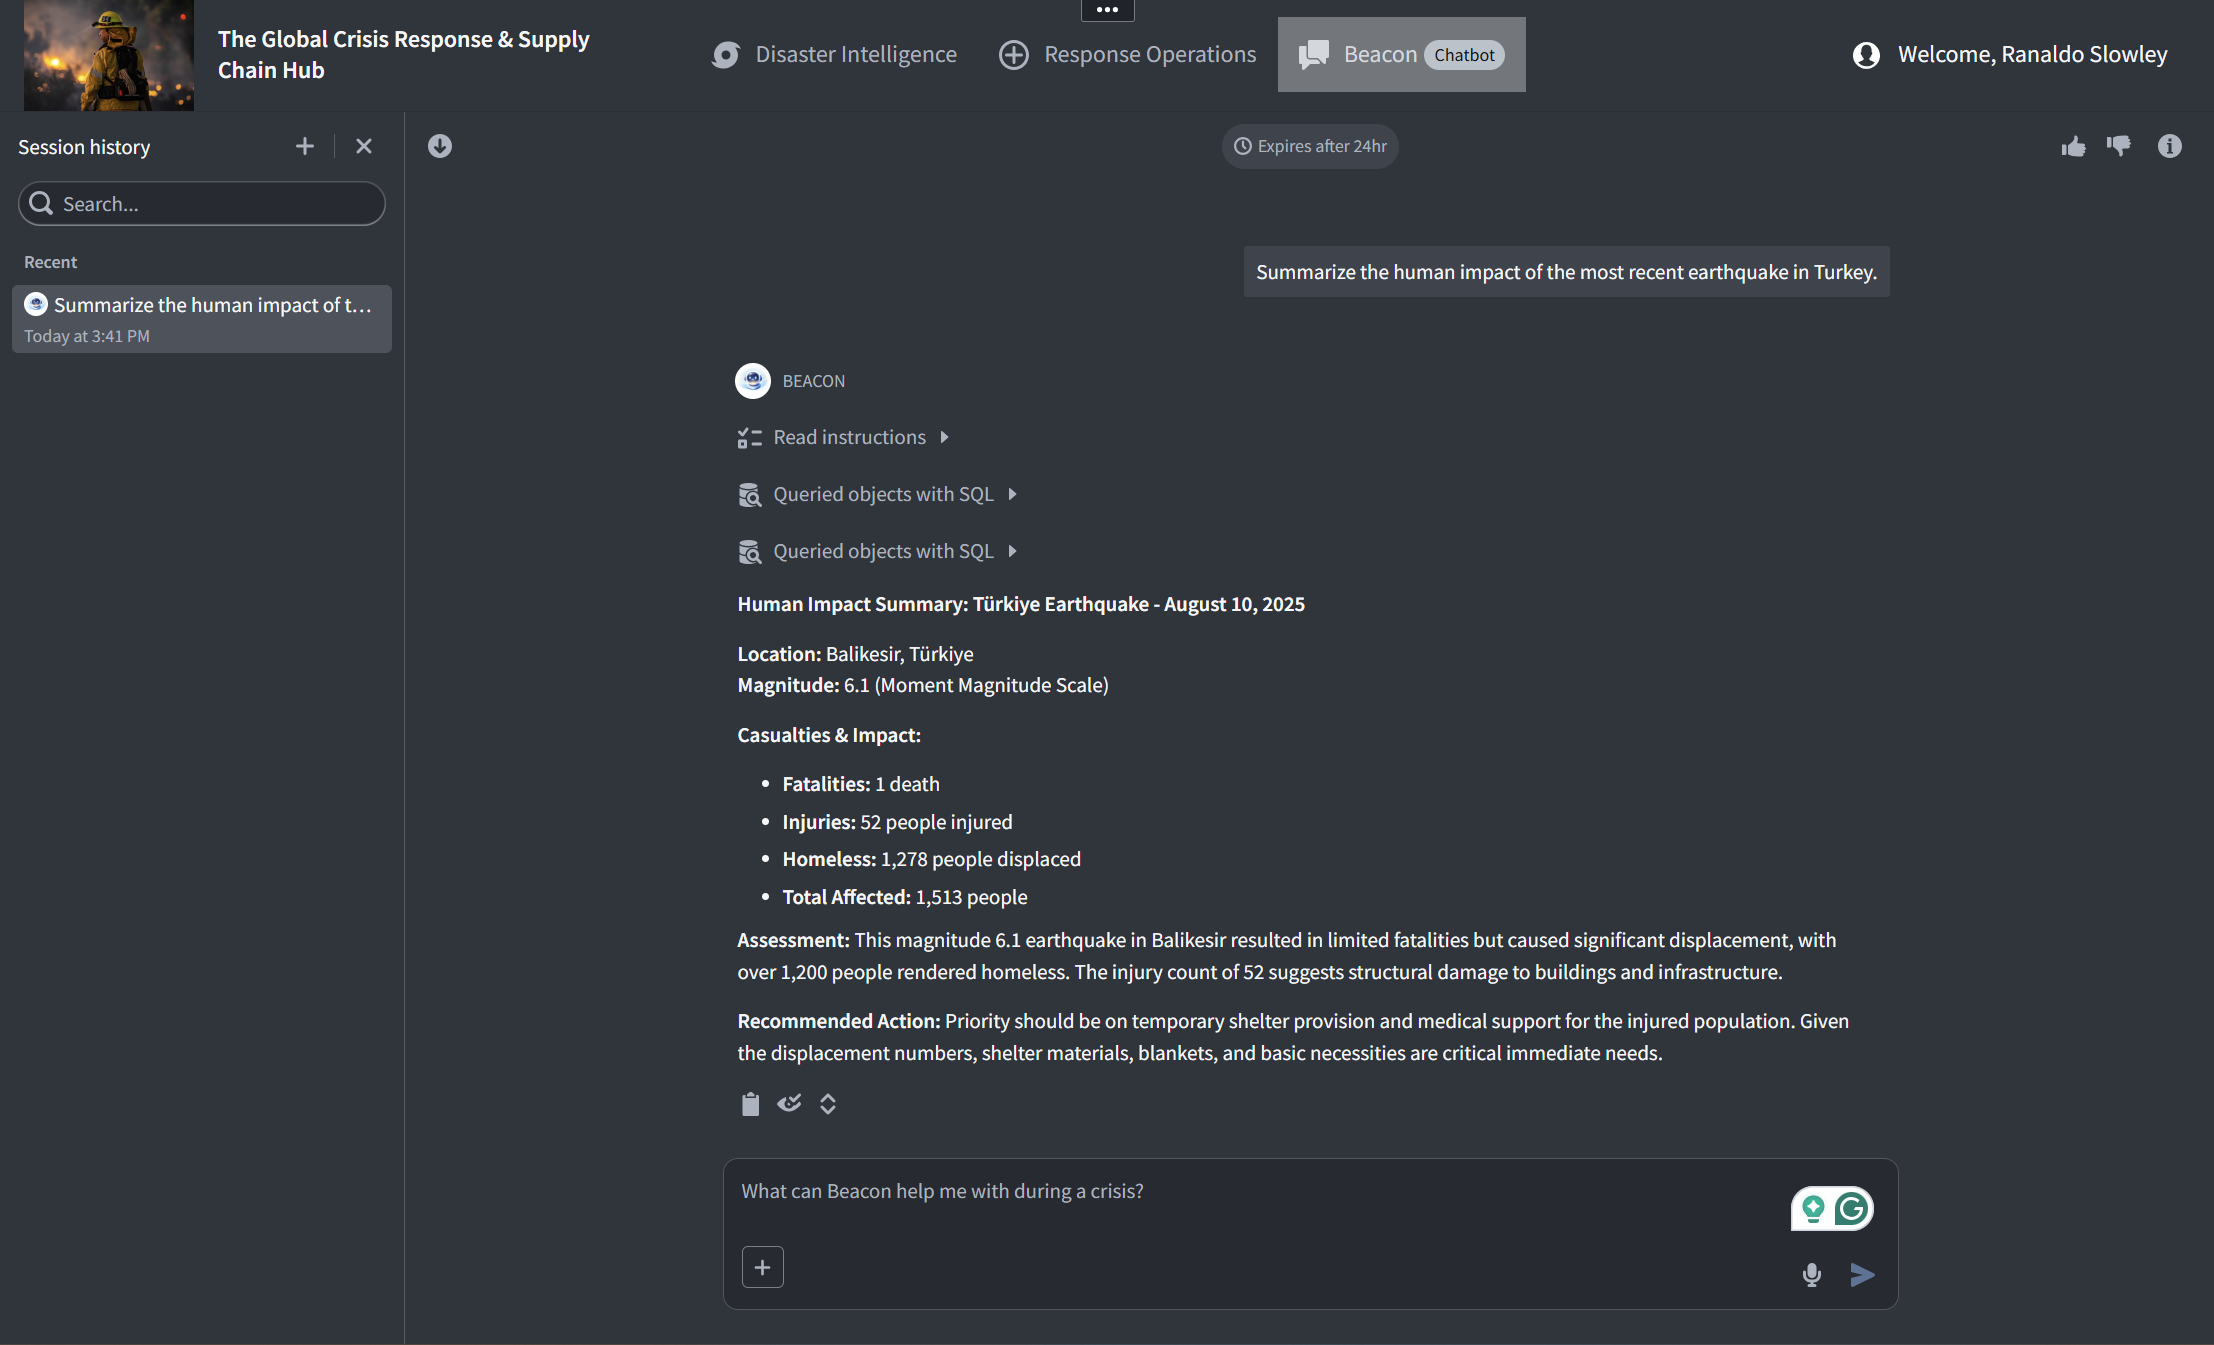 The Global Crisis Response & Supply
Chain Hub
Disaster Intelligence
Response Operations
Beacon Chatbot
Welcome, Ranaldo Slowley
Session history
Search...
Recent
Summarize the human impact of t...
Today at 3:41 PM
Expires after 24hr
Summarize the human impact of the most recent earthquake in Turkey.
BEACON
Read instructions
Queried objects with SQL
Queried objects with SQL
Human Impact Summary: Türkiye Earthquake - August 10, 2025
Location: Balikesir, Türkiye
Magnitude: 6.1 (Moment Magnitude Scale)
Casualties & Impact:
• Fatalities: 1 death
• Injuries: 52 people injured
• Homeless: 1,278 people displaced
• Total Affected: 1,513 people
Assessment: This magnitude 6.1 earthquake in Balikesir resulted in limited fatalities but caused significant displacement, with
over 1,200 people rendered homeless. The injury count of 52 suggests structural damage to buildings and infrastructure.
Recommended Action: Priority should be on temporary shelter provision and medical support for the injured population. Given
the displacement numbers, shelter materials, blankets, and basic necessities are critical immediate needs.
What can Beacon help me with during a crisis?